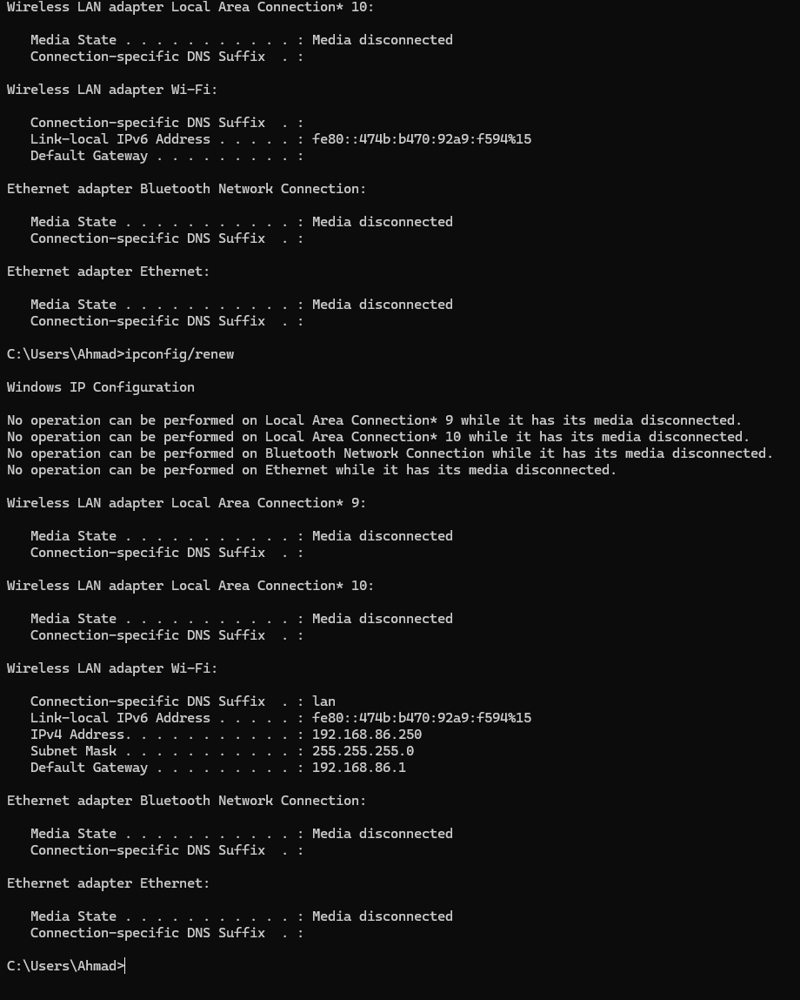 Wireless LAN adapter Local Area Connection* 10:
Media State . . . . . . . . . . . : Media disconnected
Connection-specific DNS Suffix  . :
Wireless LAN adapter Wi-Fi:
Connection-specific DNS Suffix  . :
Link-local IPv6 Address . . . . . : fe80::474b:b470:92a9:f594%15
Default Gateway . . . . . . . . . :
Ethernet adapter Bluetooth Network Connection:
Media State . . . . . . . . . . . : Media disconnected
Connection-specific DNS Suffix  . :
Ethernet adapter Ethernet:
Media State . . . . . . . . . . . : Media disconnected
Connection-specific DNS Suffix  . :
C:\Users\Ahmad>ipconfig/renew
Windows IP Configuration
No operation can be performed on Local Area Connection* 9 while it has its media disconnected.
No operation can be performed on Local Area Connection* 10 while it has its media disconnected.
No operation can be performed on Bluetooth Network Connection while it has its media disconnected.
No operation can be performed on Ethernet while it has its media disconnected.
Wireless LAN adapter Local Area Connection* 9:
Media State . . . . . . . . . . . : Media disconnected
Connection-specific DNS Suffix  . :
Wireless LAN adapter Local Area Connection* 10:
Media State . . . . . . . . . . . : Media disconnected
Connection-specific DNS Suffix  . :
Wireless LAN adapter Wi-Fi:
Connection-specific DNS Suffix  . : lan
Link-local IPv6 Address . . . . . : fe80::474b:b470:92a9:f594%15
IPv4 Address. . . . . . . . . . . : 192.168.86.250
Subnet Mask . . . . . . . . . . . : 255.255.255.0
Default Gateway . . . . . . . . . : 192.168.86.1
Ethernet adapter Bluetooth Network Connection:
Media State . . . . . . . . . . . : Media disconnected
Connection-specific DNS Suffix  . :
Ethernet adapter Ethernet:
Media State . . . . . . . . . . . : Media disconnected
Connection-specific DNS Suffix  . :
C:\Users\Ahmad>